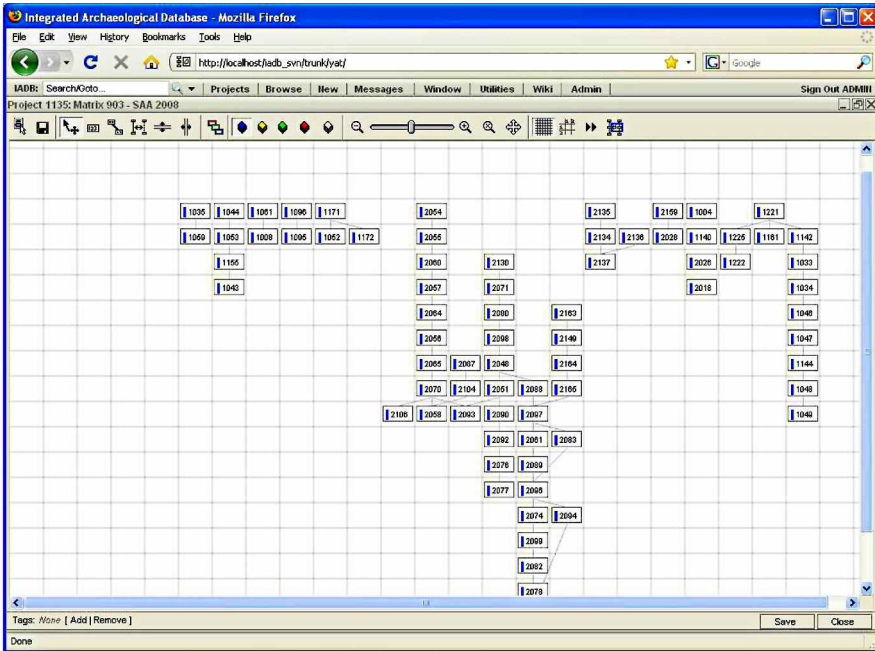 Integrated Archaeological Database - Mozilla Firefox
File Edit View History Bookmarks Tools Help
http://localhost/iadb_svn/trunk/yat/ Google
IADB: Search/Goto... Projects | Browse | New | Messages | Window | Utilities | Wiki | Admin | Sign Out ADMIN
Project 1135: Matrix 903 - SAA 2008
1035 1044 1061 1096 1171 2054 2135 2159 1004 1221
1059 1053 1008 1095 1052 1172 2055 2134 2136 2028 1140 1225 1161 1142
1155 2060 2130 2137 2026 1222 1033
1043 2057 2071 2018 1034
2064 2080 2163 1046
2056 2098 2149 1047
2065 2067 2048 2164 1144
2070 2104 2051 2088 2165 1048
2106 2058 2093 2090 2097 1049
2092 2061 2083
2076 2089
2077 2096
2074 2094
2099
2082
2078
Tags: None [ Add | Remove ] Save Close
Done